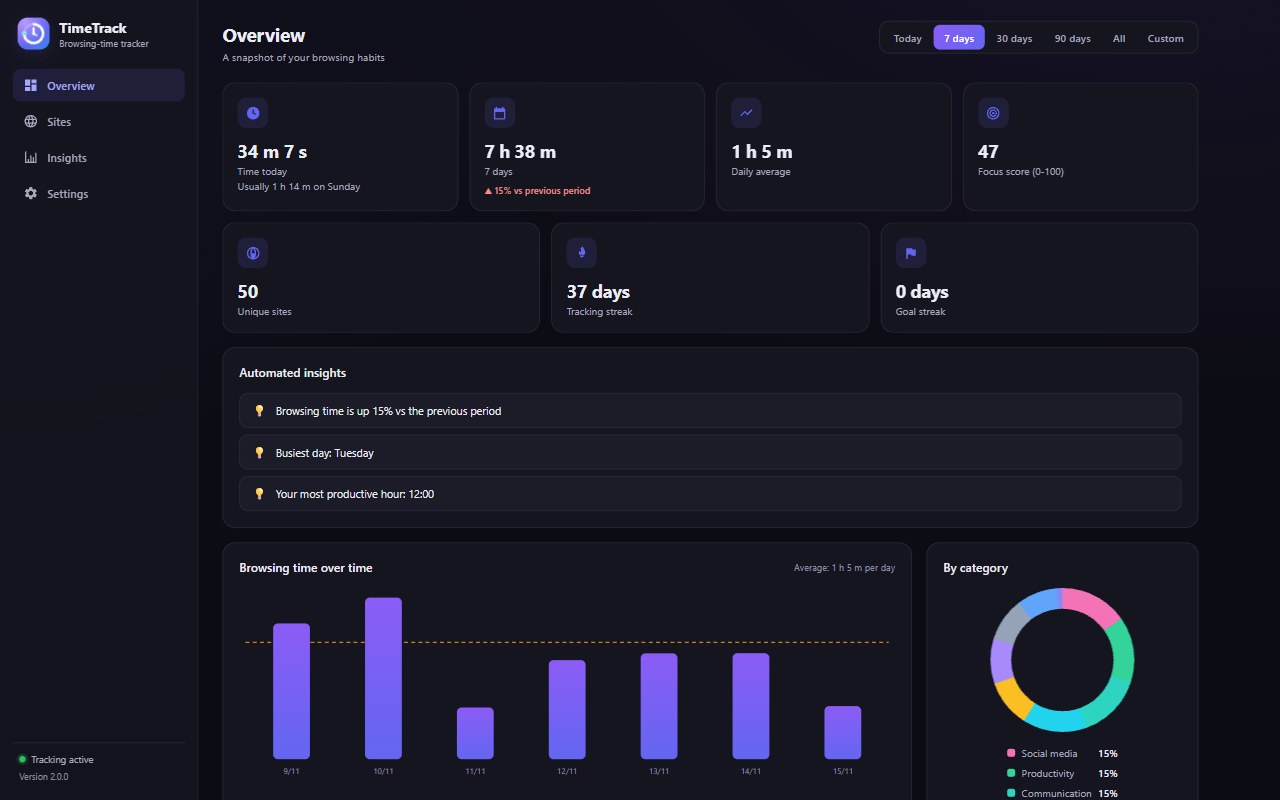 TimeTrack
Browsing-time tracker
Overview
Sites
Insights
Settings
Tracking active
Version 2.0.0
Overview
A snapshot of your browsing habits
Today
7 days
30 days
90 days
All
Custom
34 m 7 s
Time today
Usually 1 h 14 m on Sunday
7 h 38 m
7 days
▲ 15% vs previous period
1 h 5 m
Daily average
47
Focus score (0-100)
50
Unique sites
37 days
Tracking streak
0 days
Goal streak
Automated insights
Browsing time is up 15% vs the previous period
Busiest day: Tuesday
Your most productive hour: 12:00
Browsing time over time
Average: 1 h 5 m per day
9/11
10/11
11/11
12/11
13/11
14/11
15/11
By category
Social media 15%
Productivity 15%
Communication 15%